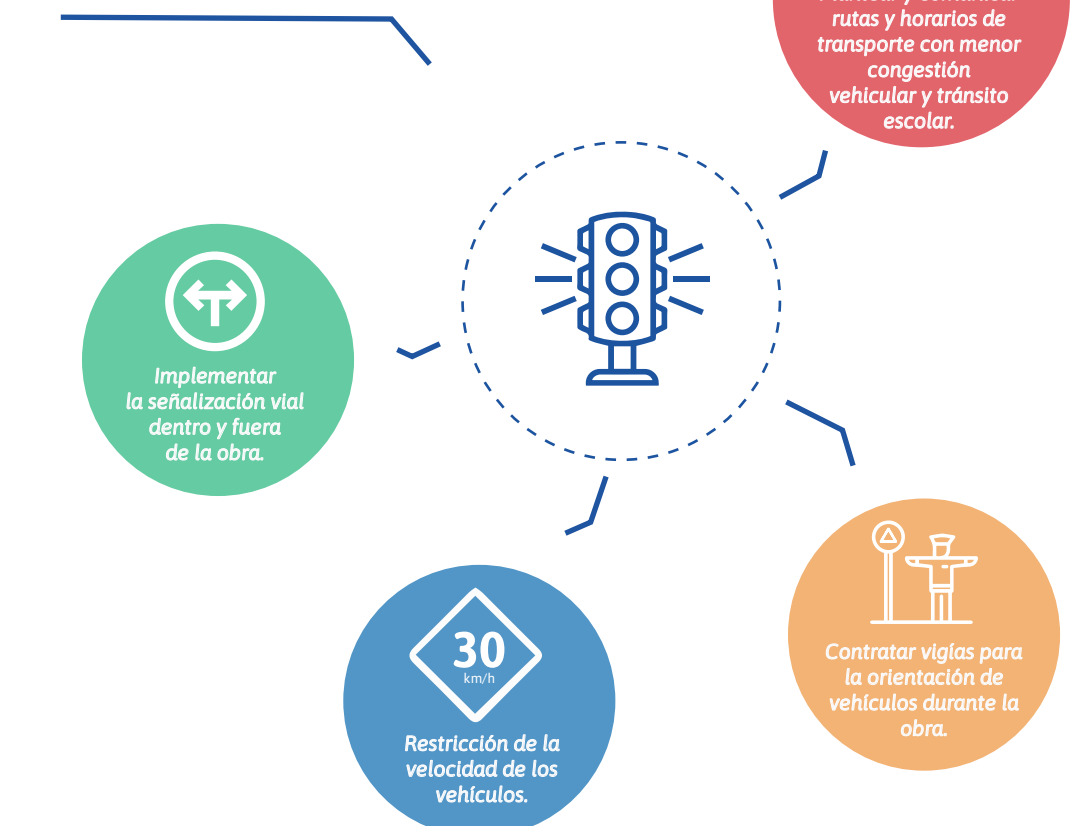 rutas y horarios de
transporte con menor
congestión
vehicular y tránsito
escolar.
Implementar
la señalización vial
dentro y fuera
de la obra.
30
km/h
Restricción de la
velocidad de los
vehículos.
Contratar vigías para
la orientación de
vehículos durante la
obra.